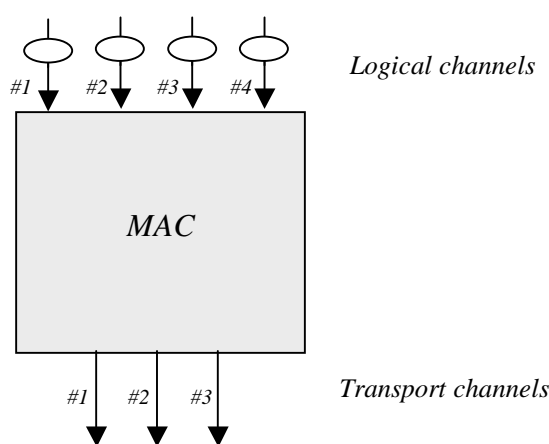 Logical channels
#1 #2 #3 #4
MAC
#1 #2 #3
Transport channels